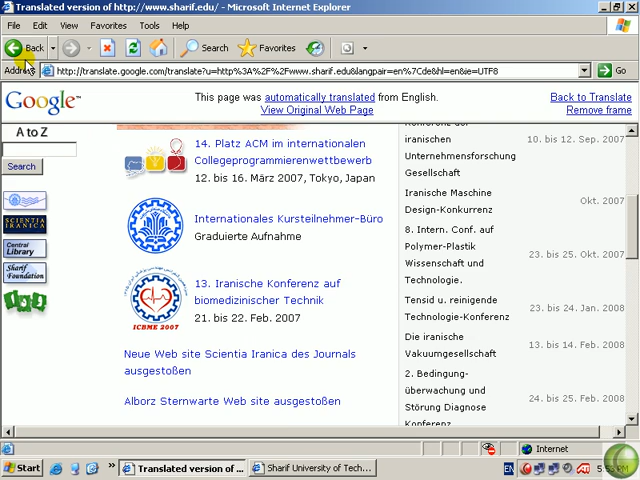 Translated version of http://www.sharif.edu/ - Microsoft Internet Explorer
File Edit View Favorites Tools Help
Back Search Favorites
Address http://translate.google.com/translate?u=http%3A%2F%2Fwww.sharif.edu&langpair=en%7Cde&hl=en&ie=UTF8 Go
Google™
This page was automatically translated from English.
View Original Web Page
Back to Translate
Remove frame
A to Z
Search
SCIENTIA IRANICA
Central Library
Sharif Foundation
14. Platz ACM im internationalen
Collegeprogrammierenwettbewerb
12. bis 16. März 2007, Tokyo, Japan
Internationales Kursteilnehmer-Büro
Graduierte Aufnahme
ICBME 2007
13. Iranische Konferenz auf
biomedizinischer Technik
21. bis 22. Feb. 2007
Neue Web site Scientia Iranica des Journals
ausgestoßen
Alborz Sternwarte Web site ausgestoßen
Konferenz der
iranischen
Unternehmensforschung
Gesellschaft
10. bis 12. Sep. 2007
Iranische Maschine
Design-Konkurrenz
Okt. 2007
8. Intern. Conf. auf
Polymer-Plastik
Wissenschaft und
Technologie.
23. bis 25. Okt. 2007
Tensid u. reinigende
Technologie-Konferenz
23. bis 24. Jan. 2008
Die iranische
Vakuumgesellschaft
13. bis 14. Feb. 2008
2. Bedingung-
überwachung und
Störung Diagnose
Konferenz
24. bis 25. Feb. 2008
Internet
Start
Translated version of ...
Sharif University of Tech...
EN